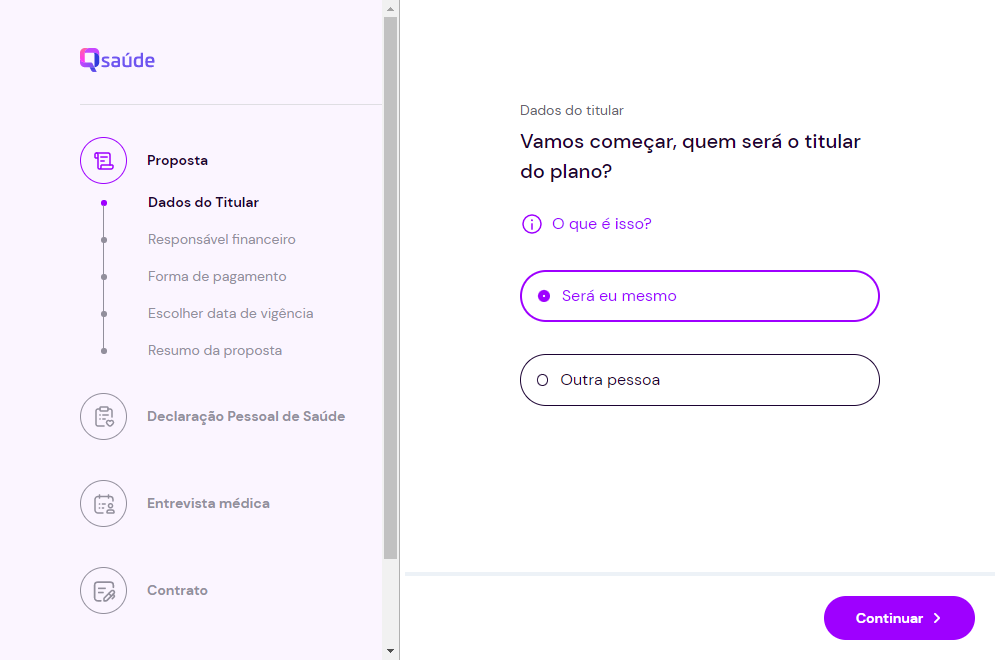 Qsaúde
Proposta
Dados do Titular
Responsável financeiro
Forma de pagamento
Escolher data de vigência
Resumo da proposta
Declaração Pessoal de Saúde
Entrevista médica
Contrato
Dados do titular
Vamos começar, quem será o titular
do plano?
O que é isso?
Será eu mesmo
Outra pessoa
Continuar